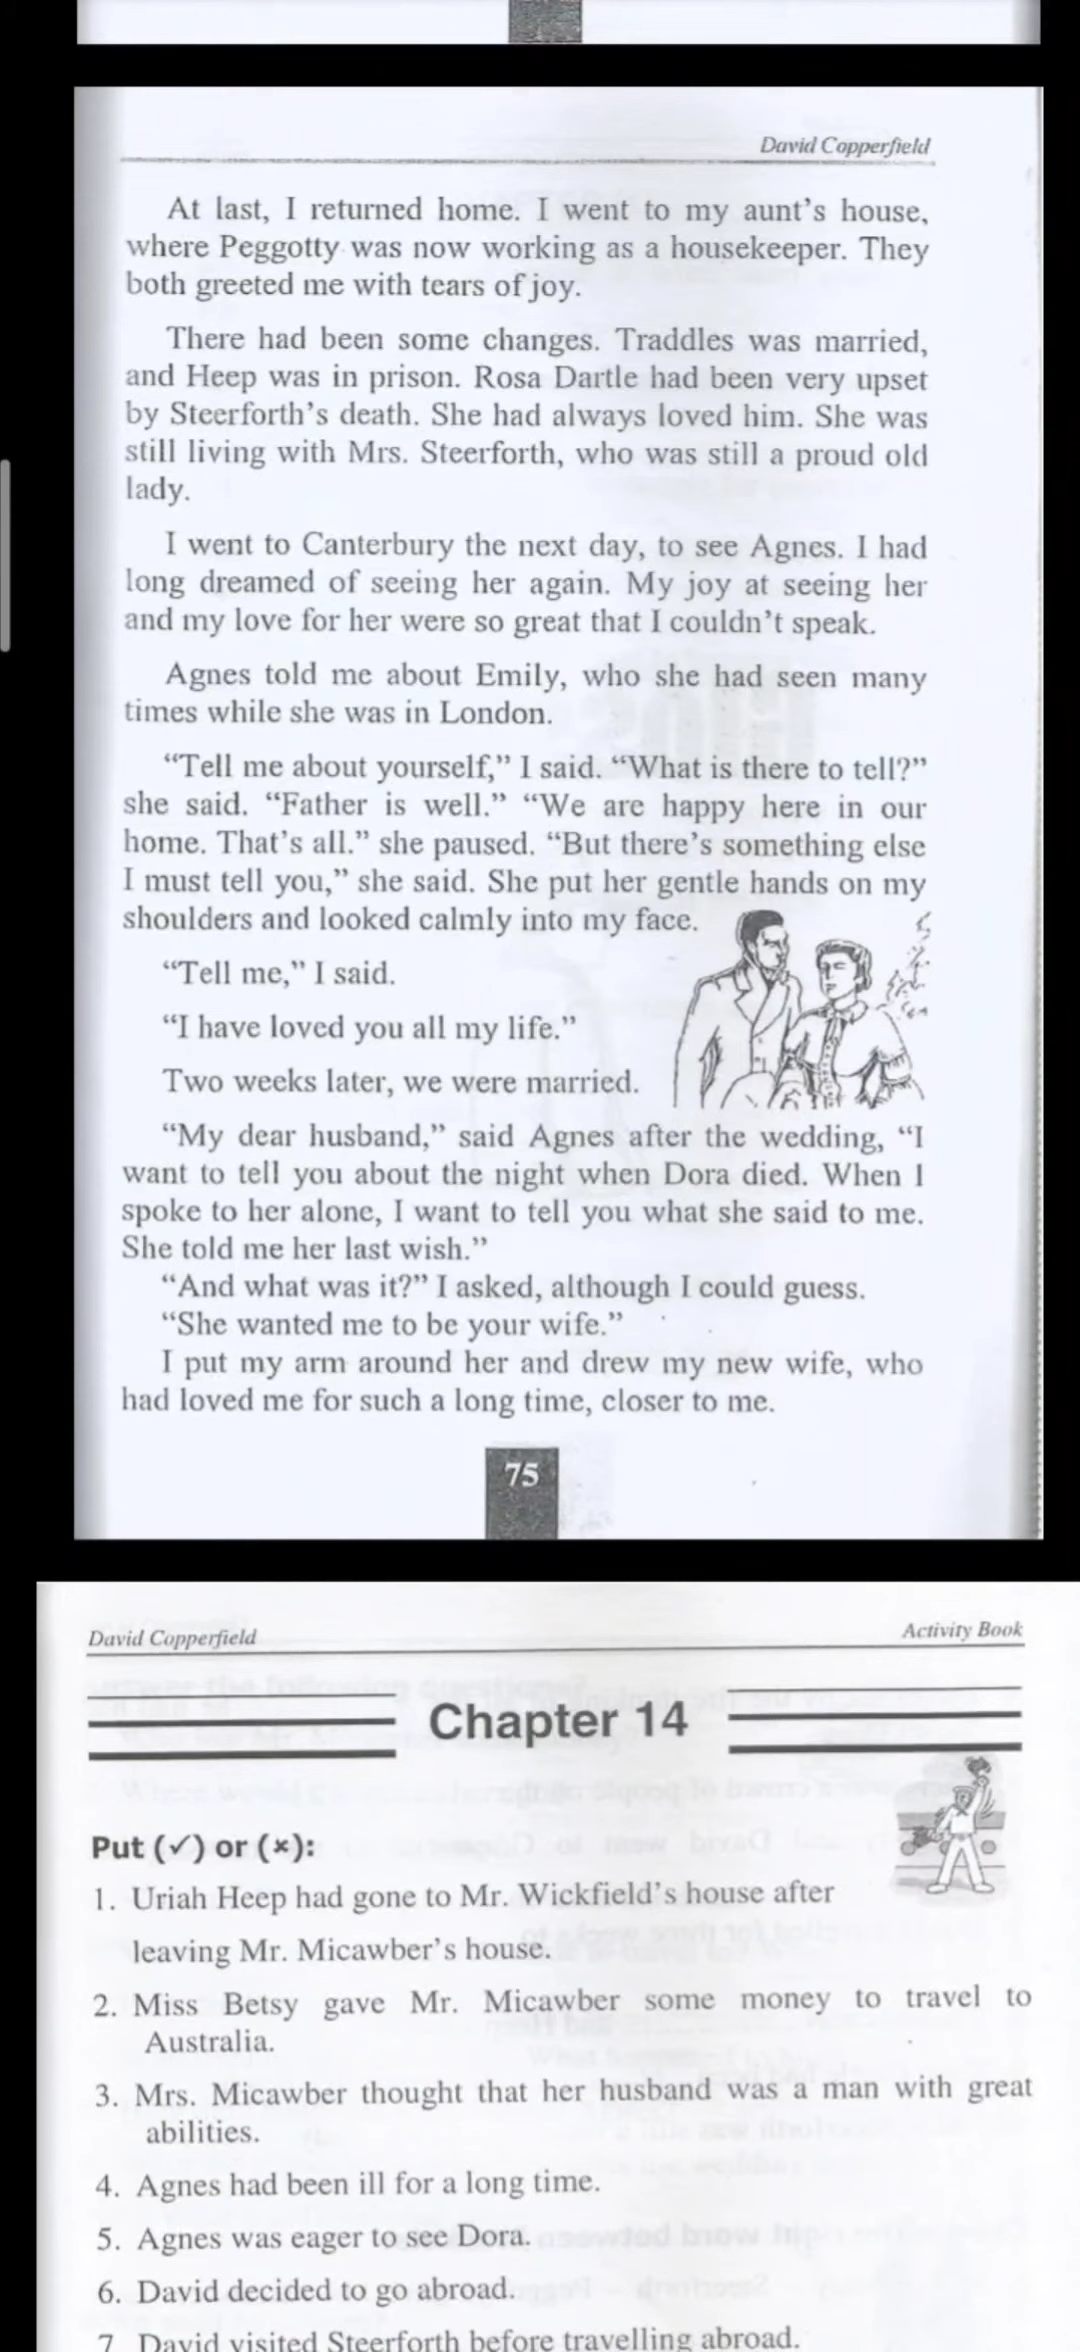 David Copperfield
At last, I returned home. I went to my aunt's house,
where Peggotty was now working as a housekeeper. They
both greeted me with tears of joy.
There had been some changes. Traddles was married,
and Heep was in prison. Rosa Dartle had been very upset
by Steerforth's death. She had always loved him. She was
still living with Mrs. Steerforth, who was still a proud old
lady.
I went to Canterbury the next day, to see Agnes. I had
long dreamed of seeing her again. My joy at seeing her
and my love for her were so great that I couldn't speak.
Agnes told me about Emily, who she had seen many
times while she was in London.
“Tell me about yourself,” I said. “What is there to tell?”
she said. “Father is well.” “We are happy here in our
home. That's all.” she paused. “But there's something else
I must tell you,” she said. She put her gentle hands on my
shoulders and looked calmly into my face.
“Tell me,” I said.
“I have loved you all my life.”
Two weeks later, we were married.
“My dear husband,” said Agnes after the wedding, “I
want to tell you about the night when Dora died. When I
spoke to her alone, I want to tell you what she said to me.
She told me her last wish.”
“And what was it?” I asked, although I could guess.
“She wanted me to be your wife.”
I put my arm around her and drew my new wife, who
had loved me for such a long time, closer to me.
75
David Copperfield
Activity Book
Chapter 14
Put (✓) or (×):
1. Uriah Heep had gone to Mr. Wickfield's house after
leaving Mr. Micawber's house.
2. Miss Betsy gave Mr. Micawber some money to travel to
Australia.
3. Mrs. Micawber thought that her husband was a man with great
abilities.
4. Agnes had been ill for a long time.
5. Agnes was eager to see Dora.
6. David decided to go abroad.
7. David visited Steerforth before travelling abroad.